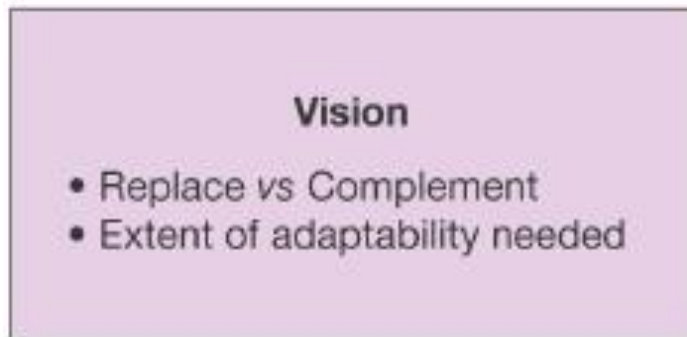 Vision
• Replace vs Complement
• Extent of adaptability needed